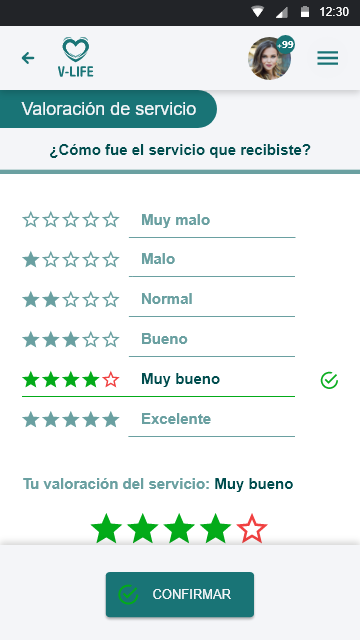 12:30
+99
V-LIFE
Valoración de servicio
¿Cómo fue el servicio que recibiste?
Muy malo
Malo
Normal
Bueno
Muy bueno
Excelente
Tu valoración del servicio: Muy bueno
CONFIRMAR